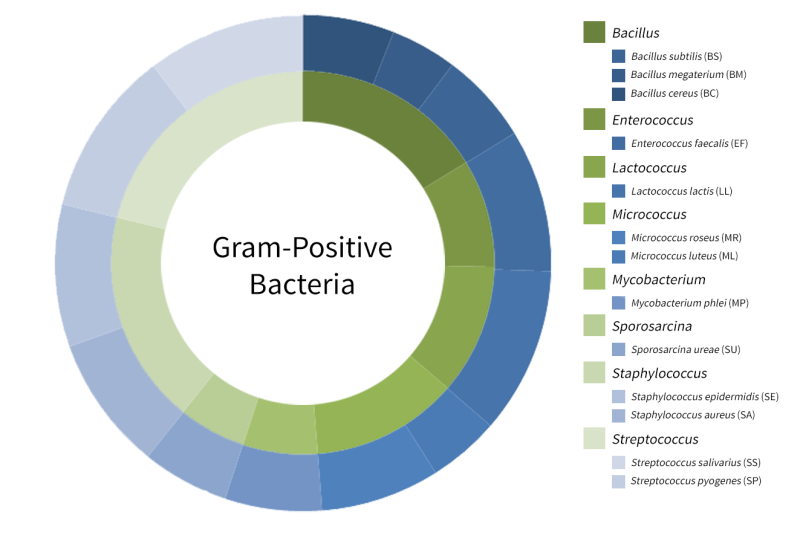 Gram-Positive
Bacteria
Bacillus
Bacillus subtilis (BS)
Bacillus megaterium (BM)
Bacillus cereus (BC)
Enterococcus
Enterococcus faecalis (EF)
Lactococcus
Lactococcus lactis (LL)
Micrococcus
Micrococcus roseus (MR)
Micrococcus luteus (ML)
Mycobacterium
Mycobacterium phlei (MP)
Sporosarcina
Sporosarcina ureae (SU)
Staphylococcus
Staphylococcus epidermidis (SE)
Staphylococcus aureus (SA)
Streptococcus
Streptococcus salivarius (SS)
Streptococcus pyogenes (SP)